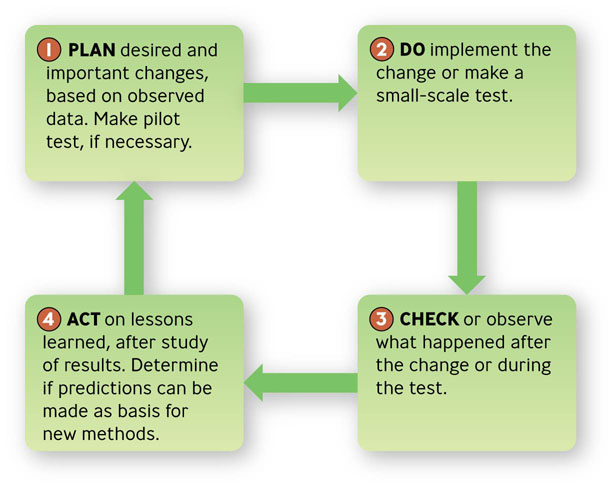 1 PLAN desired and
important changes,
based on observed
data. Make pilot
test, if necessary.
2 DO implement the
change or make a
small-scale test.
3 CHECK or observe
what happened after
the change or during
the test.
4 ACT on lessons
learned, after study
of results. Determine
if predictions can be
made as basis for
new methods.